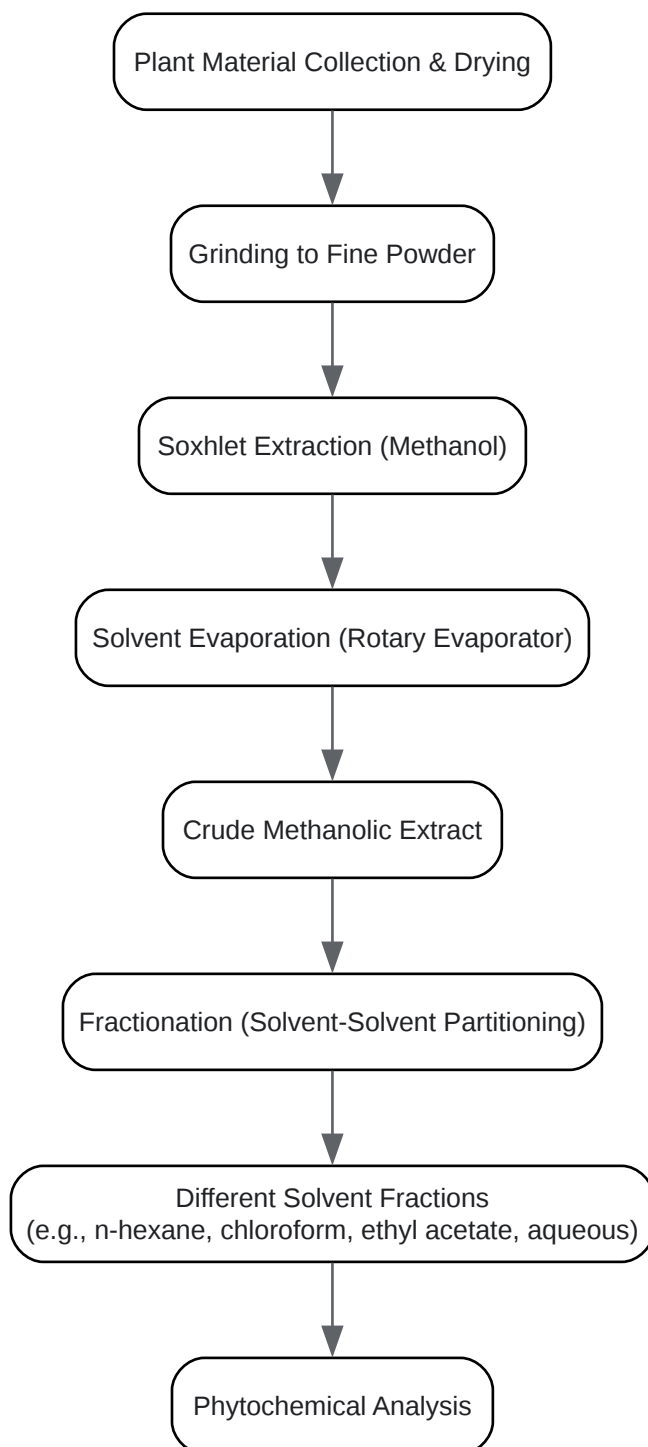 Plant Material Collection & Drying
Grinding to Fine Powder
Soxhlet Extraction (Methanol)
Solvent Evaporation (Rotary Evaporator)
Crude Methanolic Extract
Fractionation (Solvent-Solvent Partitioning)
Different Solvent Fractions
(e.g., n-hexane, chloroform, ethyl acetate, aqueous)
Phytochemical Analysis